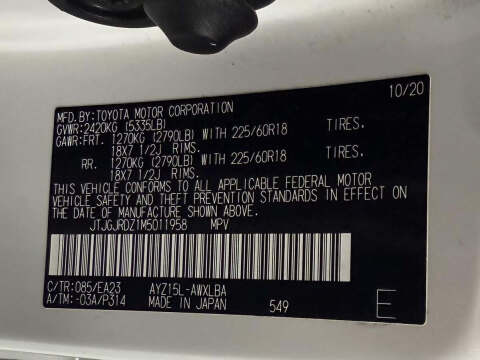 10/20
MFD. BY: TOYOTA MOTOR CORPORATION
GVWR: 2420KG (5335LB)
GAWR: FRT. 1270KG (2790LB) WITH 225/60R18 TIRES.
18X7 1/2J RIMS.
RR. 1270KG (2790LB) WITH 225/60R18 TIRES.
18X7 1/2J RIMS.
THIS VEHICLE CONFORMS TO ALL APPLICABLE FEDERAL MOTOR
VEHICLE SAFETY AND THEFT PREVENTION STANDARDS IN EFFECT ON
THE DATE OF MANUFACTURE SHOWN ABOVE.
JTJGJRDZ1M5011958 MPV
C/TR: 085/EA23 AYZ15L-AWXLBA
A/TM: -03A/P314 MADE IN JAPAN 549 E